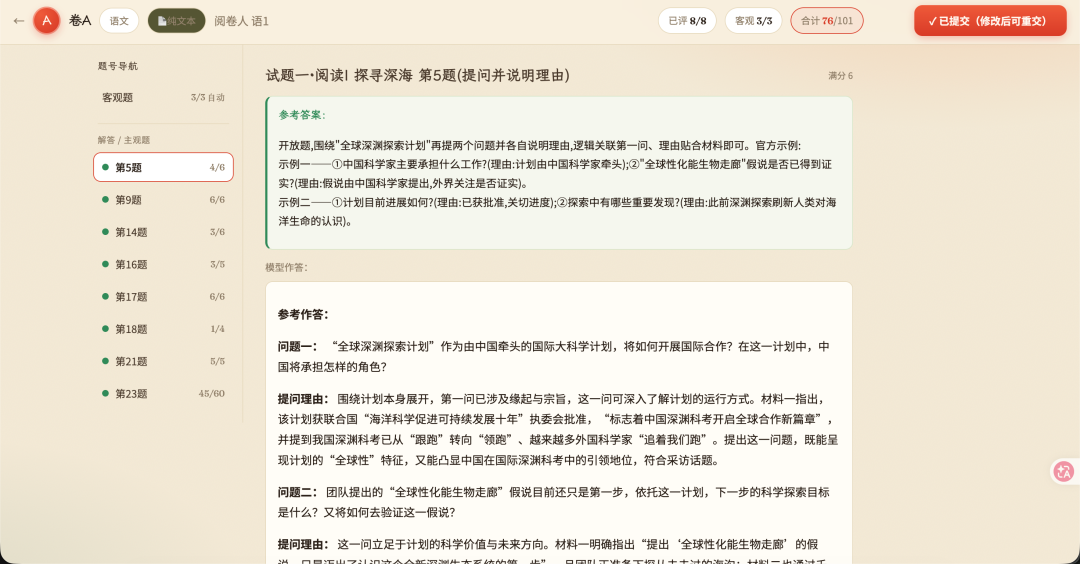 ← A 卷A 语文 纯文本 阅卷人 语1 已评 8/8 客观 3/3 合计 76/101 ✓ 已提交（修改后可重交）
题号导航
客观题 3/3 自动
解答 / 主观题
第5题 4/6
第9题 6/6
第14题 3/6
第16题 3/5
第17题 6/6
第18题 1/4
第21题 5/5
第23题 45/60
试题一·阅读I 探寻深海 第5题(提问并说明理由) 满分 6
参考答案：
开放题,围绕"全球深渊探索计划"再提两个问题并各自说明理由,逻辑关联第一问、理由贴合材料即可。官方示例:
示例一——①中国科学家主要承担什么工作?(理由:计划由中国科学家牵头);②"全球性化能生物走廊"假说是否已得到证
实?(理由:假说由中国科学家提出,外界关注是否证实)。
示例二——①计划目前进展如何?(理由:已获批准,关切进度);②探索中有哪些重要发现?(理由:此前深渊探索刷新人类对海
洋生命的认识)。
模型作答：
参考作答：
问题一： “全球深渊探索计划”作为由中国牵头的国际大科学计划，将如何开展国际合作？在这一计划中，中
国将承担怎样的角色？
提问理由： 围绕计划本身展开，第一问已涉及缘起与宗旨，这一问可深入了解计划的运行方式。材料一指出，
该计划获联合国“海洋科学促进可持续发展十年”执委会批准，“标志着中国深渊科考开启全球合作新篇章”，
并提到我国深渊科考已从“跟跑”转向“领跑”、越来越多外国科学家“追着我们跑”。提出这一问题，既能呈
现计划的“全球性”特征，又能凸显中国在国际深渊科考中的引领地位，符合采访话题。
问题二： 团队提出的“全球性化能生物走廊”假说目前还只是第一步，依托这一计划，下一步的科学探索目标
是什么？又将如何去验证这一假说？
提问理由： 这一问立足于计划的科学价值与未来方向。材料一明确指出“提出‘全球性化能生物走廊’的假